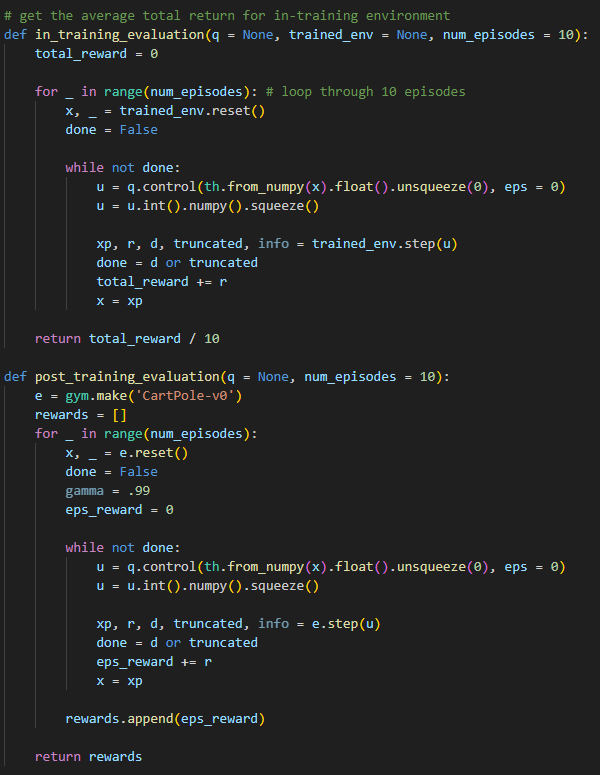 # get the average total return for in-training environment
def in_training_evaluation(q = None, trained_env = None, num_episodes = 10):
    total_reward = 0

    for _ in range(num_episodes): # loop through 10 episodes
        x, _ = trained_env.reset()
        done = False

        while not done:
            u = q.control(th.from_numpy(x).float().unsqueeze(0), eps = 0)
            u = u.int().numpy().squeeze()

            xp, r, d, truncated, info = trained_env.step(u)
            done = d or truncated
            total_reward += r
            x = xp

    return total_reward / 10

def post_training_evaluation(q = None, num_episodes = 10):
    e = gym.make('CartPole-v0')
    rewards = []
    for _ in range(num_episodes):
        x, _ = e.reset()
        done = False
        gamma = .99
        eps_reward = 0

        while not done:
            u = q.control(th.from_numpy(x).float().unsqueeze(0), eps = 0)
            u = u.int().numpy().squeeze()

            xp, r, d, truncated, info = e.step(u)
            done = d or truncated
            eps_reward += r
            x = xp

        rewards.append(eps_reward)

    return rewards